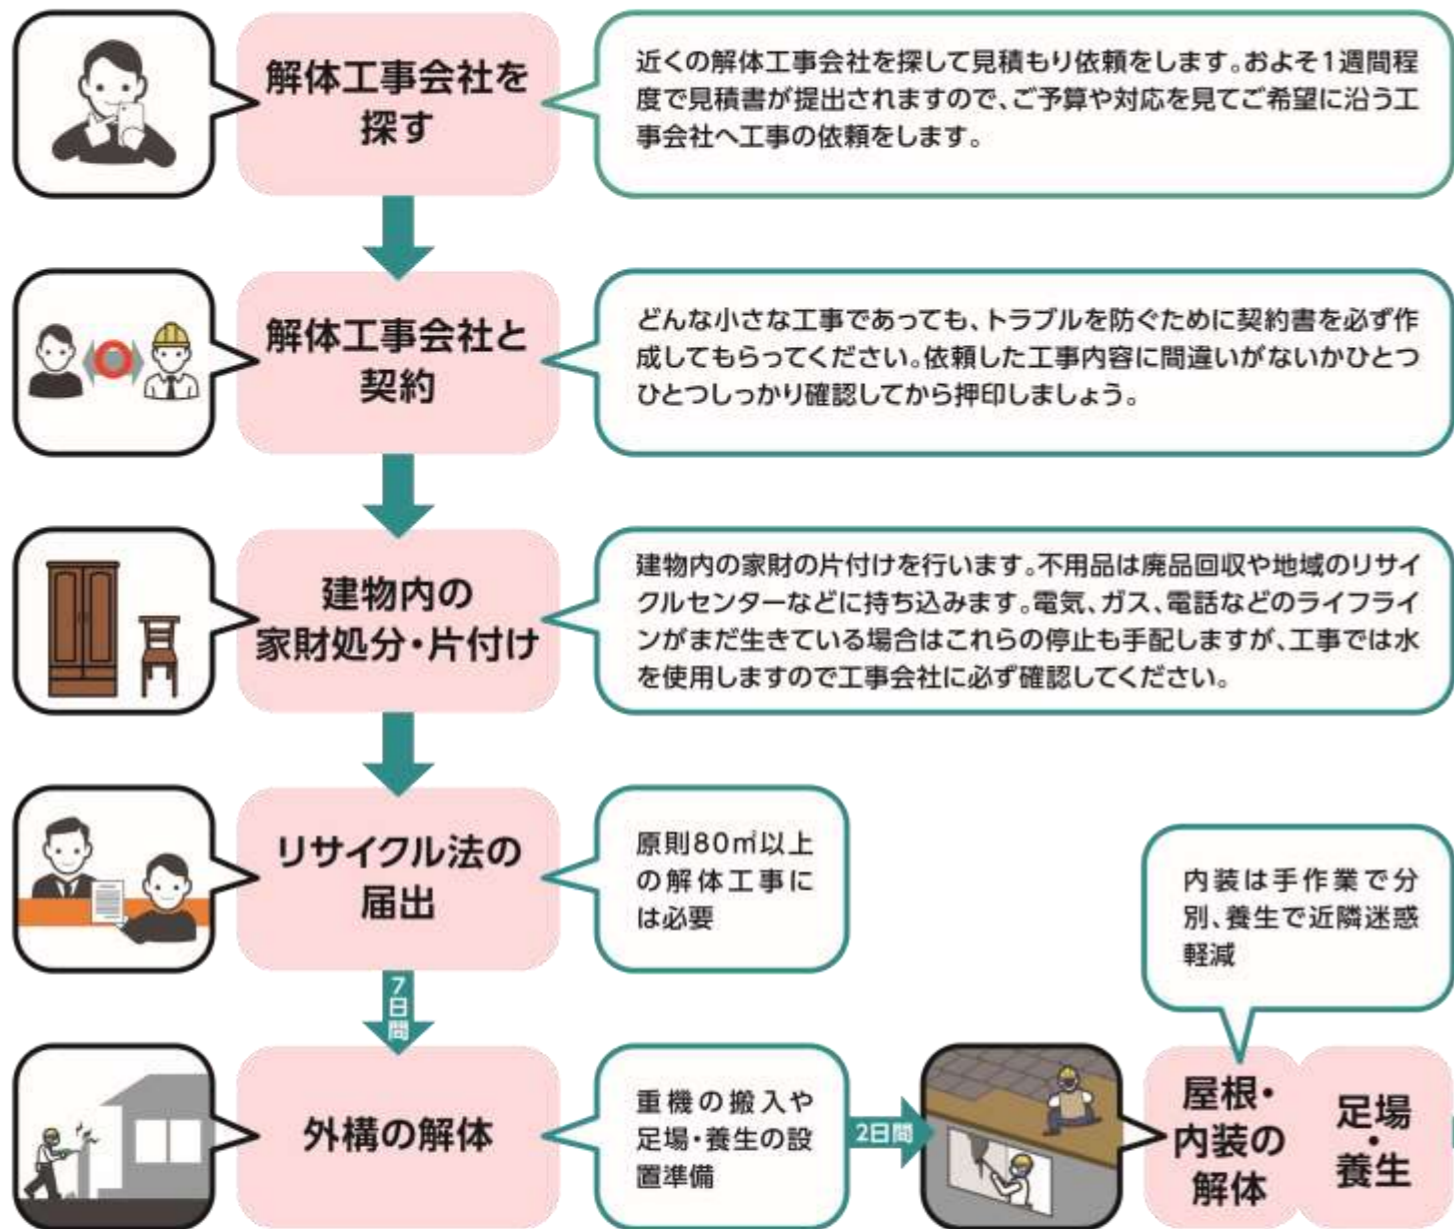 解体工事会社を
探す
近くの解体工事会社を探して見積もり依頼をします。およそ1週間程
度で見積書が提出されますので、ご予算や対応を見てご希望に沿う工
事会社へ工事の依頼をします。
解体工事会社と
契約
どんな小さな工事であっても、トラブルを防ぐために契約書を必ず作
成してもらってください。依頼した工事内容に間違いがないかひとつ
ひとつしっかり確認してから押印しましょう。
建物内の
家財処分・片付け
建物内の家財の片付けを行います。不用品は廃品回収や地域のリサイ
クルセンターなどに持ち込みます。電気、ガス、電話などのライフライ
ンがまだ生きている場合はこれらの停止も手配しますが、工事では水
を使用しますので工事会社に必ず確認してください。
リサイクル法の
届出
原則80㎡以上
の解体工事に
は必要
7日間
外構の解体
重機の搬入や
足場・養生の設
置準備
2日間
内装は手作業で分
別、養生で近隣迷惑
軽減
屋根・
内装の
解体
足場
・
養生